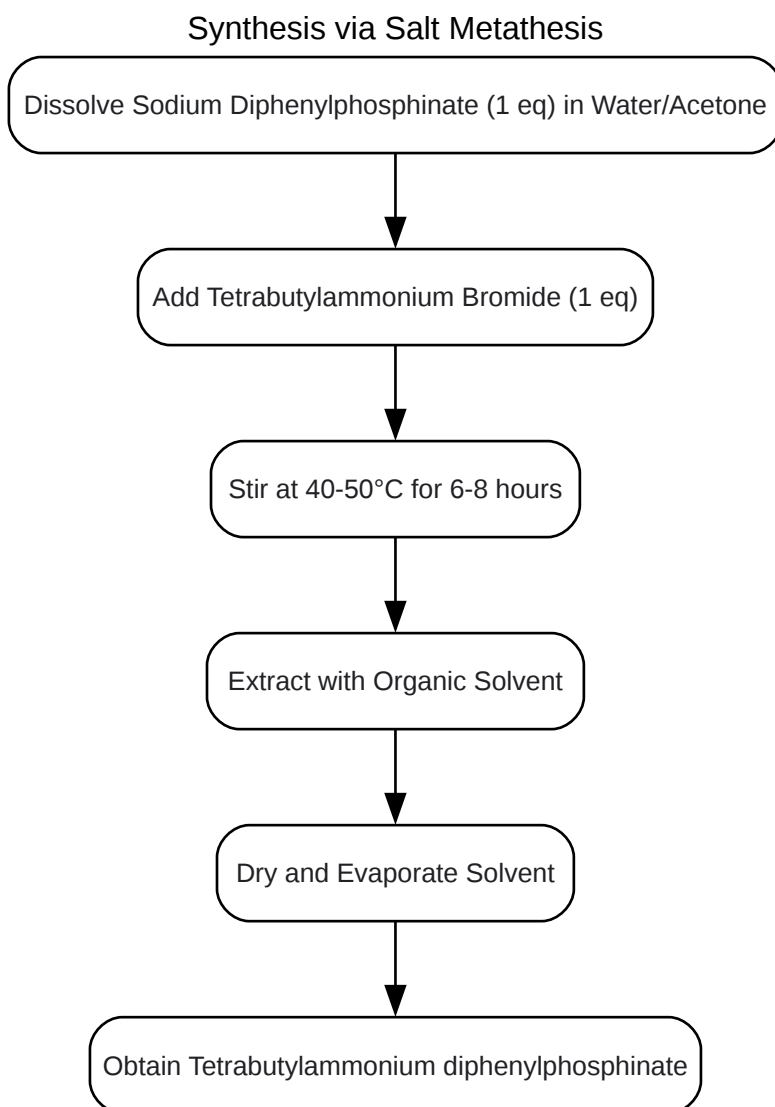 Synthesis via Salt Metathesis
Dissolve Sodium Diphenylphosphinate (1 eq) in Water/Acetone
Add Tetrabutylammonium Bromide (1 eq)
Stir at 40-50°C for 6-8 hours
Extract with Organic Solvent
Dry and Evaporate Solvent
Obtain Tetrabutylammonium diphenylphosphinate